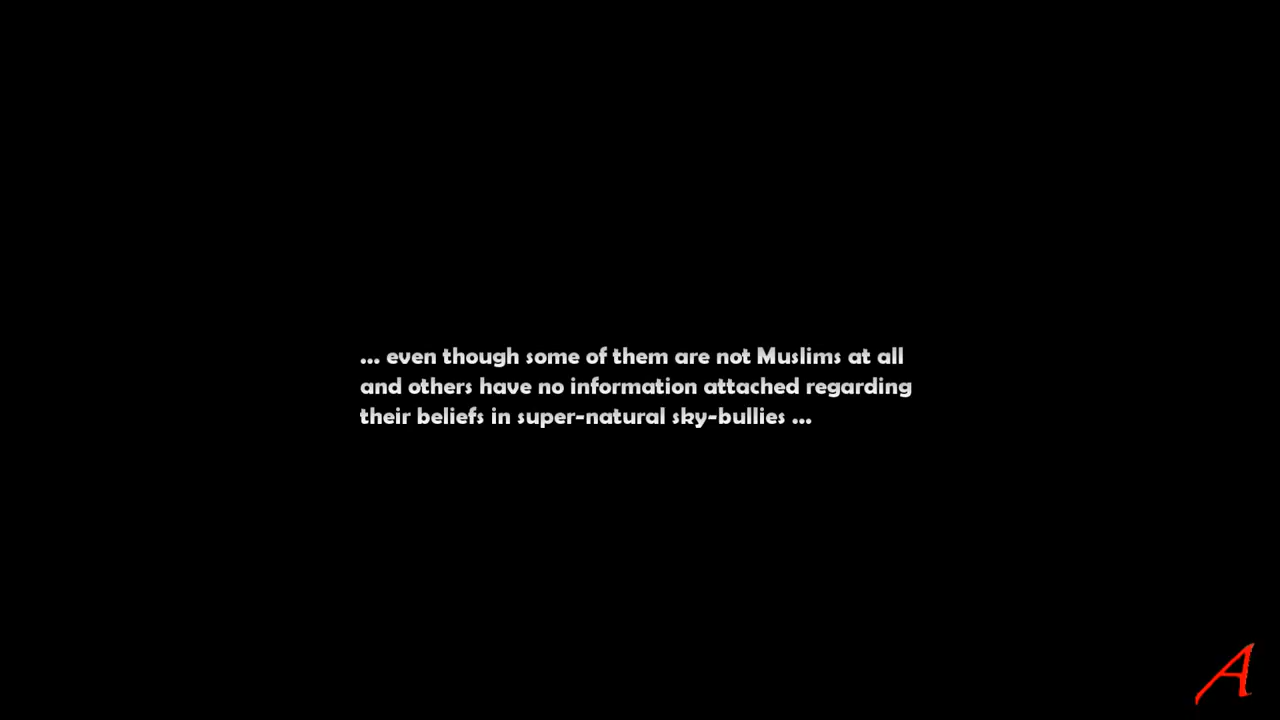 ... even though some of them are not Muslims at all
and others have no information attached regarding
their beliefs in super-natural sky-bullies ...
A